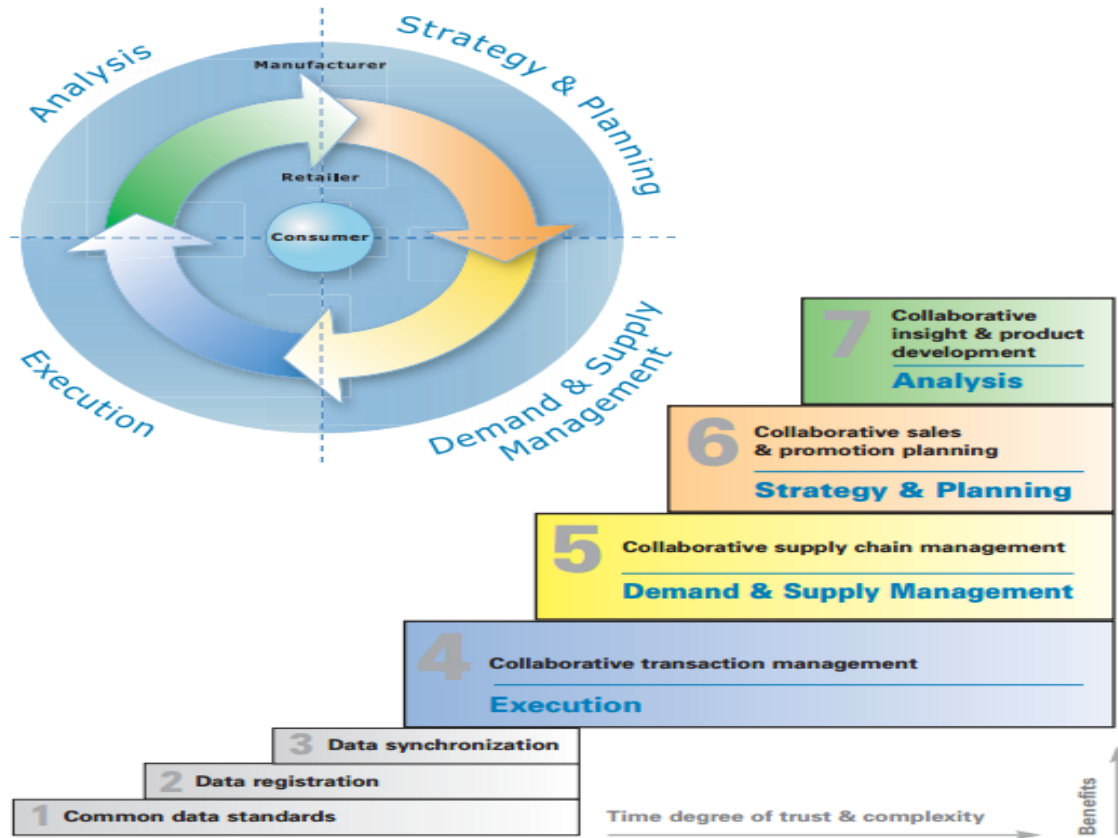 Analysis
Strategy & Planning
Manufacturer
Retailer
Consumer
Execution
Demand & Supply
Management
7
Collaborative
insight & product
development
Analysis
6
Collaborative sales
& promotion planning
Strategy & Planning
5
Collaborative supply chain management
Demand & Supply Management
4
Collaborative transaction management
Execution
3 Data synchronization
2 Data registration
1 Common data standards
Time degree of trust & complexity
Benefits